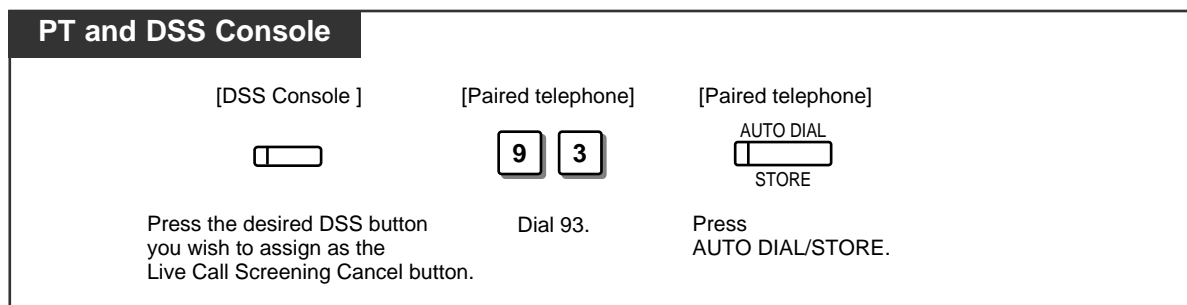 PT and DSS Console
[DSS Console ]
[Paired telephone]
[Paired telephone]
9 3
AUTO DIAL
STORE
Press the desired DSS button
you wish to assign as the
Live Call Screening Cancel button.
Dial 93.
Press
AUTO DIAL/STORE.